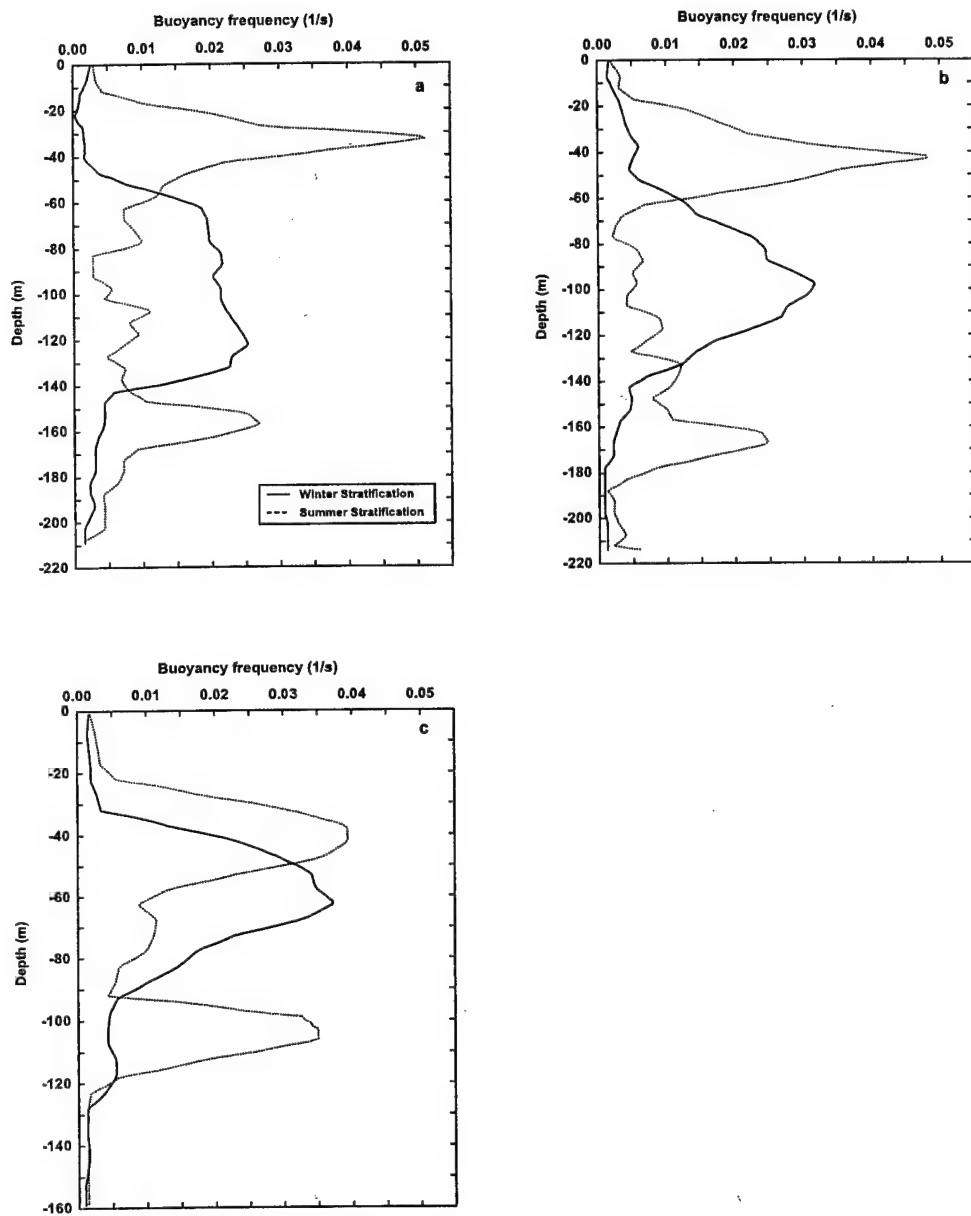 Buoyancy frequency (1/s)
0.00 0.01 0.02 0.03 0.04 0.05
a
Depth (m)
0
-20
-40
-60
-80
-100
-120
-140
-160
-180
-200
-220
Winter Stratification
Summer Stratification
Buoyancy frequency (1/s)
0.00 0.01 0.02 0.03 0.04 0.05
b
Depth (m)
0
-20
-40
-60
-80
-100
-120
-140
-160
-180
-200
-220
Buoyancy frequency (1/s)
0.00 0.01 0.02 0.03 0.04 0.05
c
Depth (m)
0
-20
-40
-60
-80
-100
-120
-140
-160